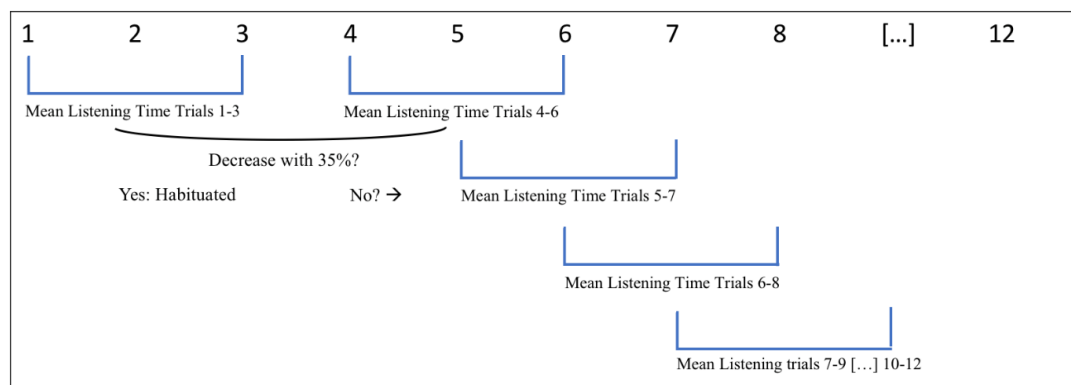 1 2 3 4 5 6 7 8 [...] 12
Mean Listening Time Trials 1-3 Mean Listening Time Trials 4-6
Decrease with 35%?
Yes: Habituated No? → Mean Listening Time Trials 5-7
Mean Listening Time Trials 6-8
Mean Listening trials 7-9 [...] 10-12